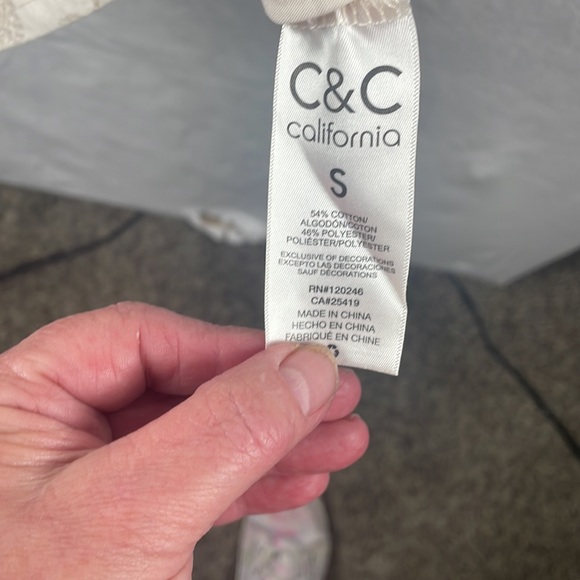 C&C
california
S
54% COTTON/
ALGODÓN/COTON
46% POLYESTER/
POLIÉSTER/POLYESTER
EXCLUSIVE OF DECORATIONS
EXCEPTO LAS DECORACIONES
SAUF DÉCORATIONS
RN#120246
CA#25419
MADE IN CHINA
HECHO EN CHINA
FABRIQUÉ EN CHINE